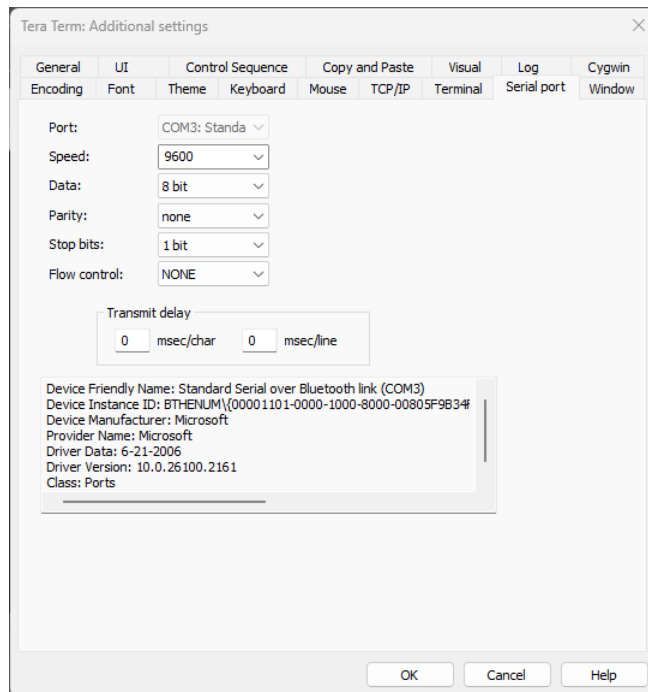 Tera Term: Additional settings
General UI Control Sequence Copy and Paste Visual Log Cygwin
Encoding Font Theme Keyboard Mouse TCP/IP Terminal Serial port Window
Port: COM3: Standa
Speed: 9600
Data: 8 bit
Parity: none
Stop bits: 1 bit
Flow control: NONE
Transmit delay
0 msec/char 0 msec/line
Device Friendly Name: Standard Serial over Bluetooth link (COM3)
Device Instance ID: BTHENUM\{00001101-0000-1000-8000-00805F9B34f
Device Manufacturer: Microsoft
Provider Name: Microsoft
Driver Data: 6-21-2006
Driver Version: 10.0.26100.2161
Class: Ports
OK Cancel Help